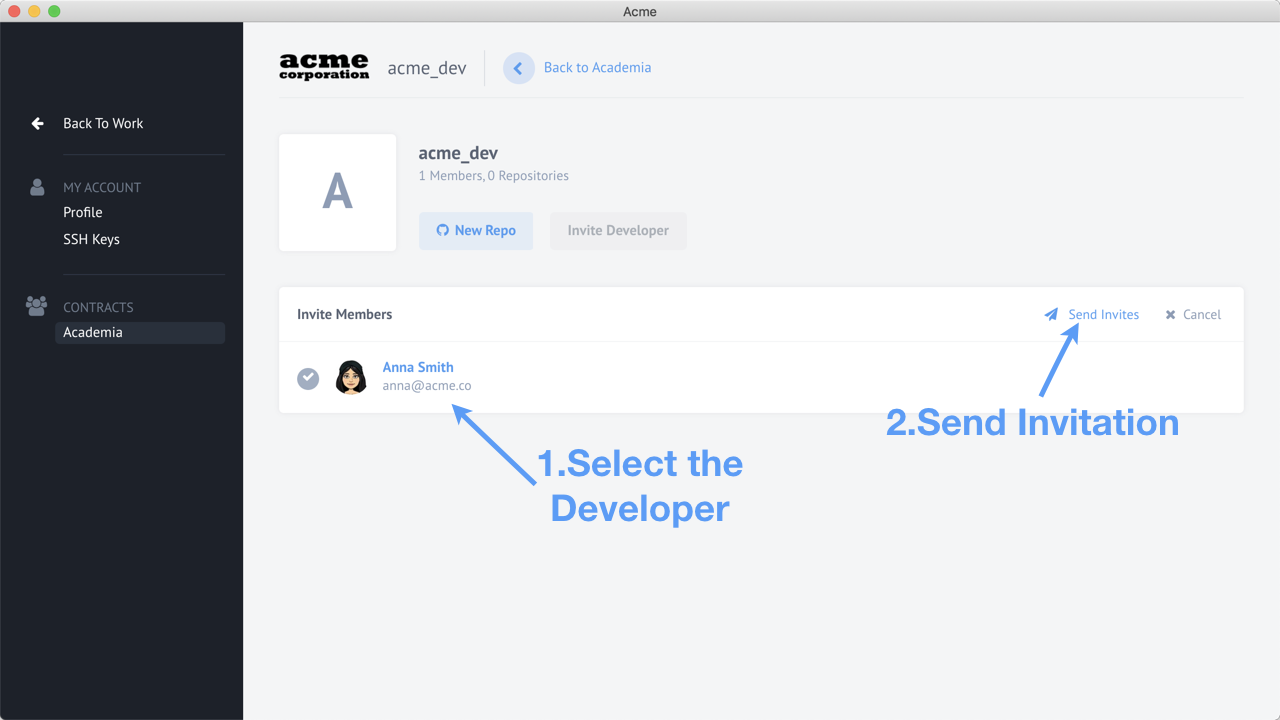 Acme
acme
corporation
acme_dev
Back to Academia
Back To Work
MY ACCOUNT
Profile
SSH Keys
CONTRACTS
Academia
A
acme_dev
1 Members, 0 Repositories
New Repo
Invite Developer
Invite Members
Send Invites
Cancel
Anna Smith
anna@acme.co
2.Send Invitation
1.Select the
Developer